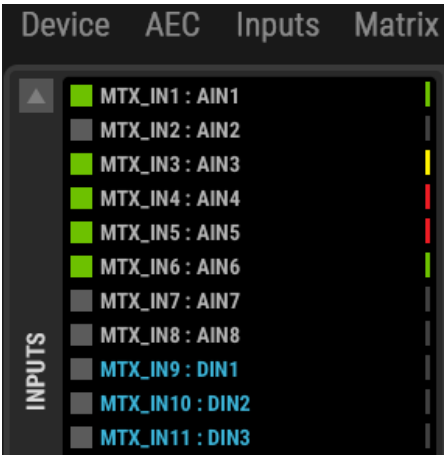 Device AEC Inputs Matrix
MTX_IN1 : AIN1
MTX_IN2 : AIN2
MTX_IN3 : AIN3
MTX_IN4 : AIN4
MTX_IN5 : AIN5
MTX_IN6 : AIN6
MTX_IN7 : AIN7
MTX_IN8 : AIN8
MTX_IN9 : DIN1
MTX_IN10 : DIN2
MTX_IN11 : DIN3
INPUTS